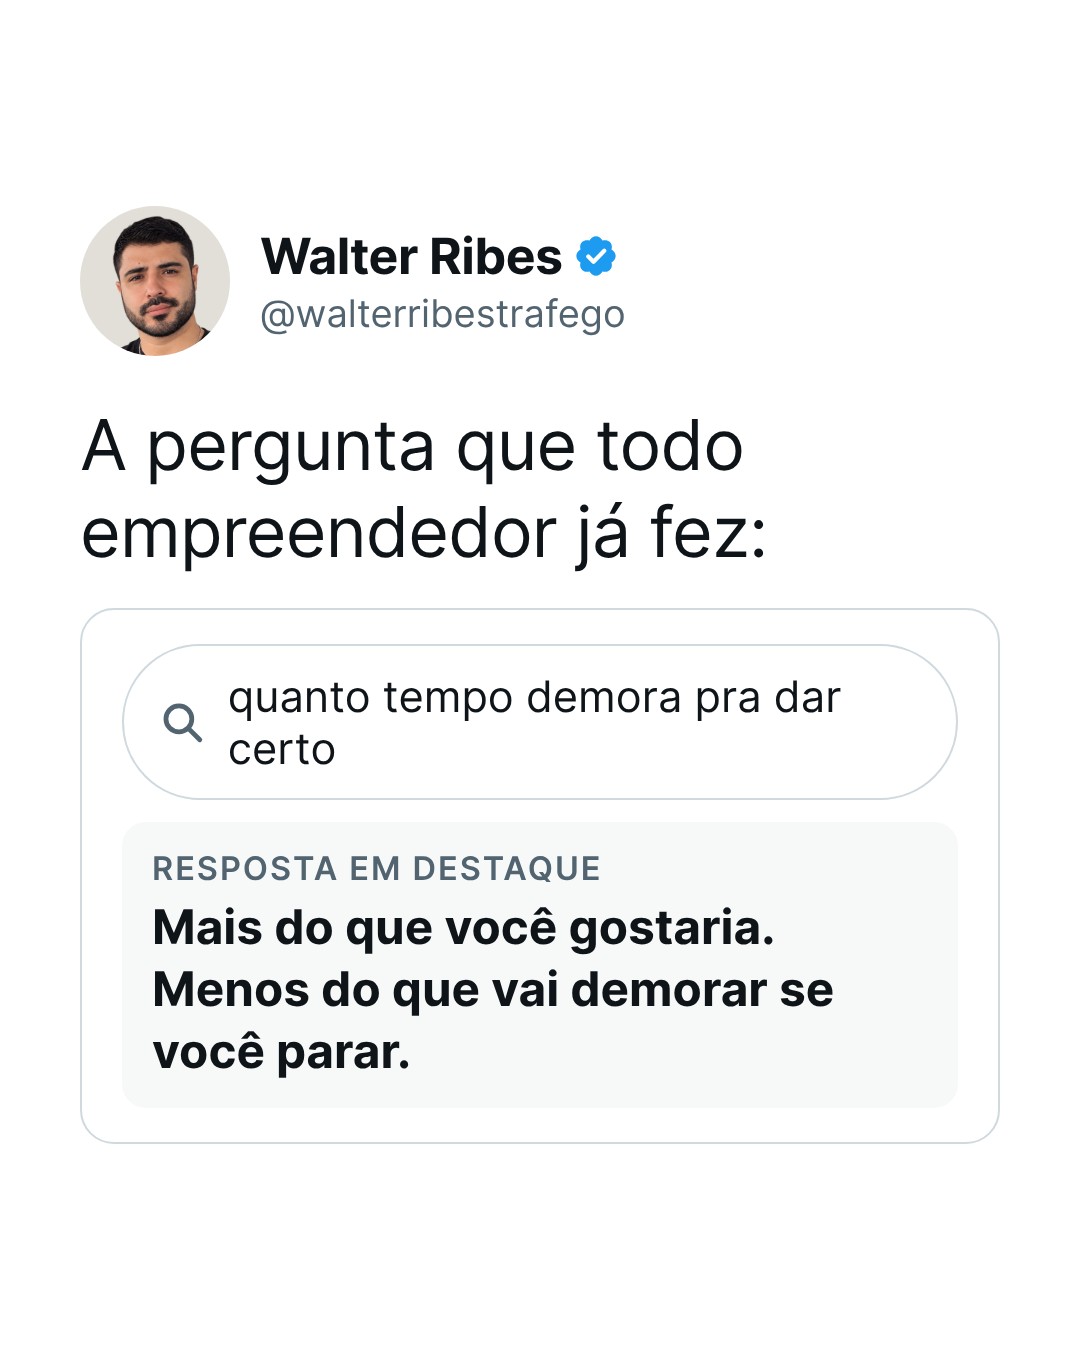 Walter Ribes
@walterribestrafego
A pergunta que todo
empreendedor já fez:
quanto tempo demora pra dar
certo
RESPOSTA EM DESTAQUE
Mais do que você gostaria.
Menos do que vai demorar se
você parar.